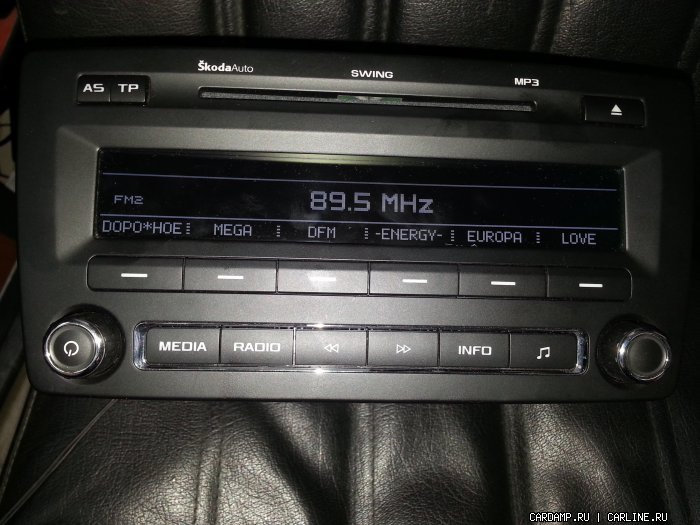 ŠkodaAuto
SWING
MP3
AS TP
FM2
89.5 MHz
DOPO*HOE MEGA DFM -ENERGY- EUROPA LOVE
MEDIA RADIO INFO
CARDAMP.RU | CARLINE.RU